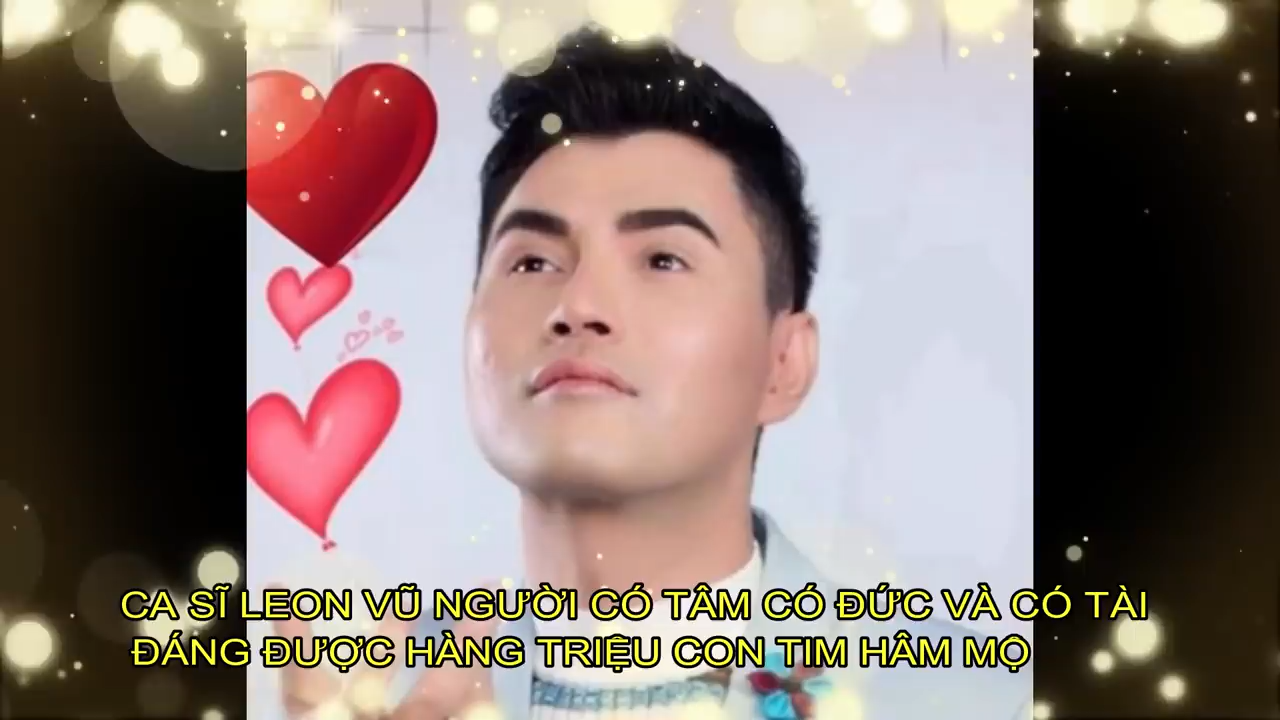 CA SĨ LEON VŨ NGƯỜI CÓ TÂM CÓ ĐỨC VÀ CÓ TÀI
ĐÁNG ĐƯỢC HÀNG TRIỆU CON TIM HÂM MỘ